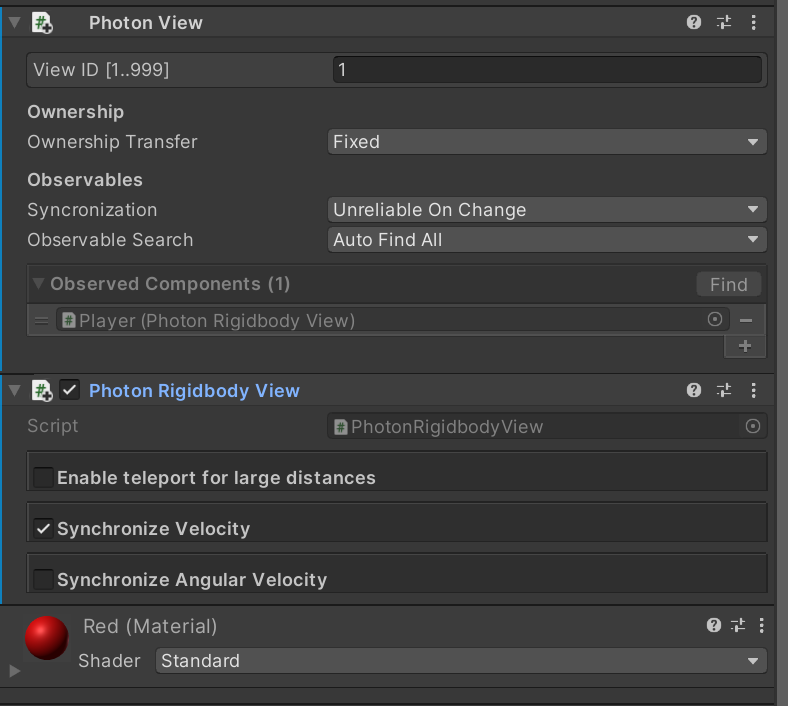 Photon View
View ID [1..999] 1
Ownership
Ownership Transfer Fixed
Observables
Syncronization Unreliable On Change
Observable Search Auto Find All
Observed Components (1) Find
Player (Photon Rigidbody View)
Photon Rigidbody View
Script PhotonRigidbodyView
Enable teleport for large distances
Synchronize Velocity
Synchronize Angular Velocity
Red (Material)
Shader Standard